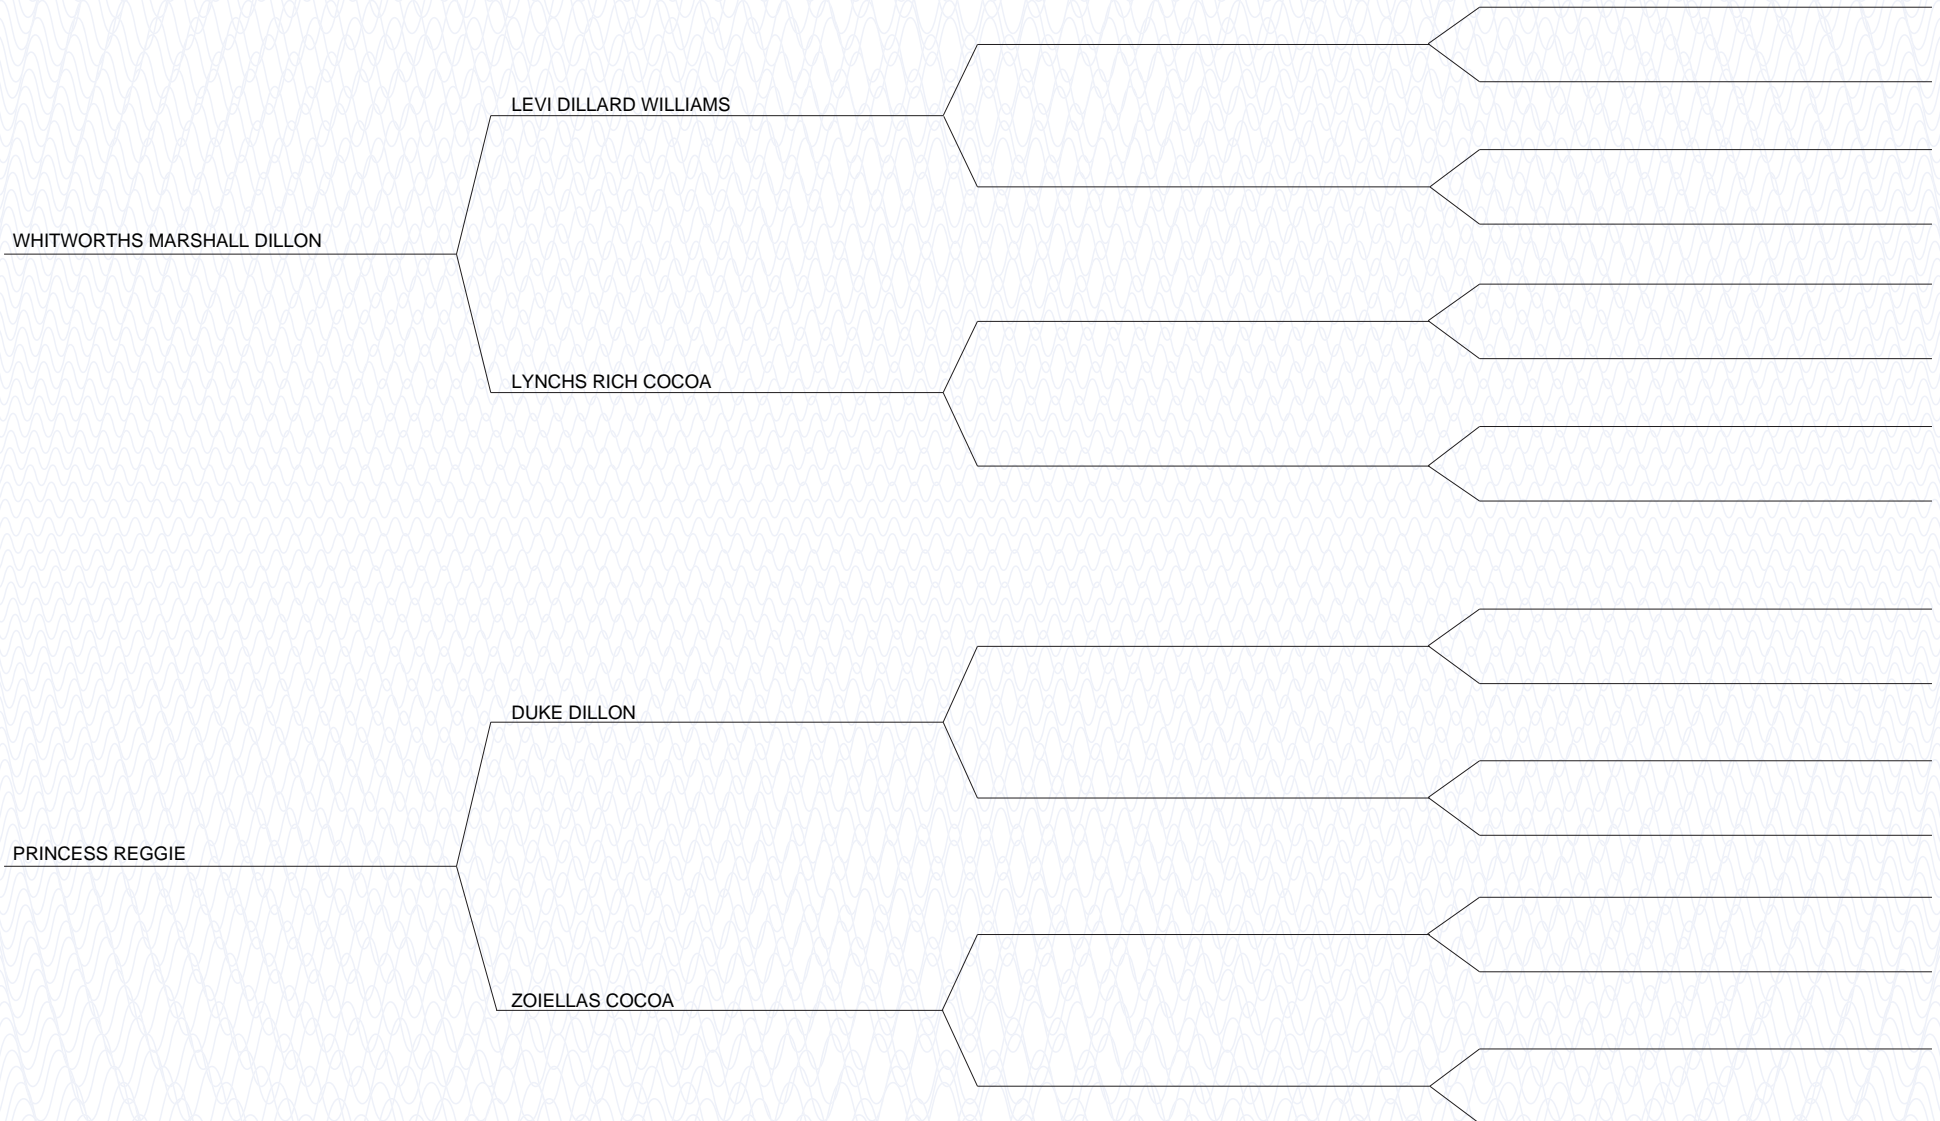 LEVI DILLARD WILLIAMS
WHITWORTHS MARSHALL DILLON
LYNCHS RICH COCOA
DUKE DILLON
PRINCESS REGGIE
ZOIELLAS COCOA